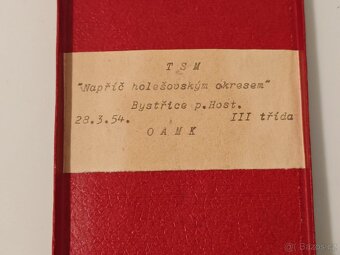 T S M
"Napříč holešovským okresem"
Bystřice p.Host.
28.3.54. III třída
O A M K